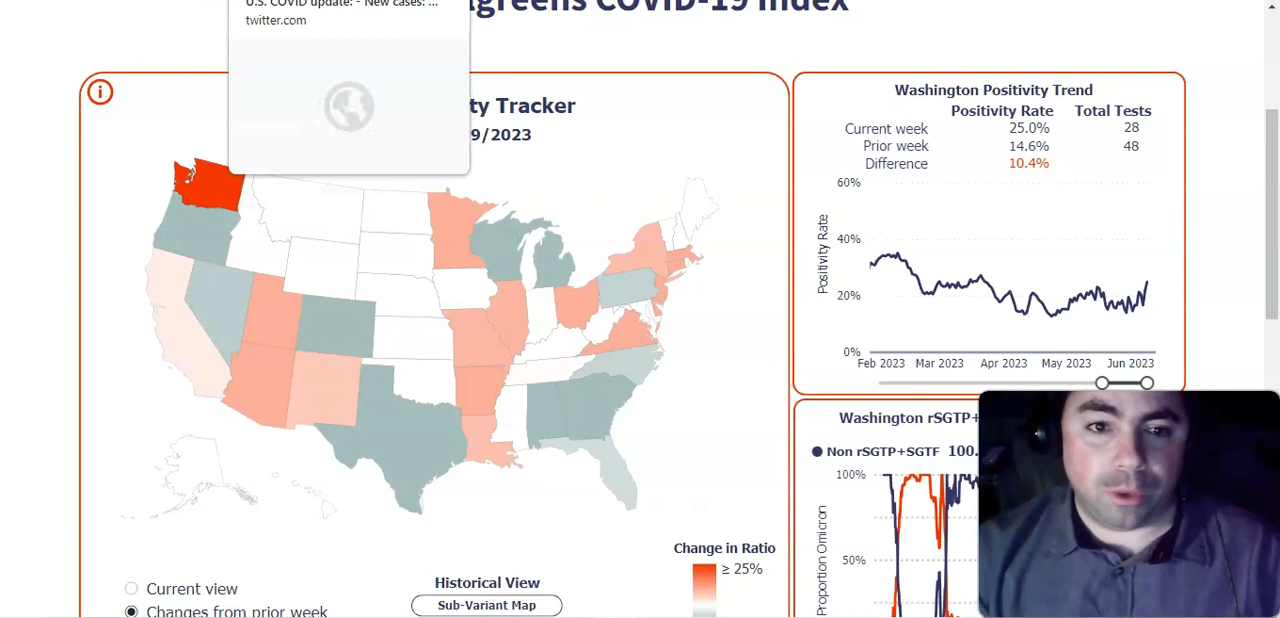 U.S. COVID update: - New cases: ...
twitter.com
lgreens COVID-19 Index
ty Tracker
9/2023
Washington Positivity Trend
Positivity Rate Total Tests
Current week 25.0% 28
Prior week 14.6% 48
Difference 10.4%
60%
40%
20%
0%
Positivity Rate
Feb 2023 Mar 2023 Apr 2023 May 2023 Jun 2023
Washington rSGTP+
Non rSGTP+SGTF 100.
100%
50%
Proportion Omicron
Change in Ratio
≥ 25%
Historical View
Sub-Variant Map
Current view
Changes from prior week